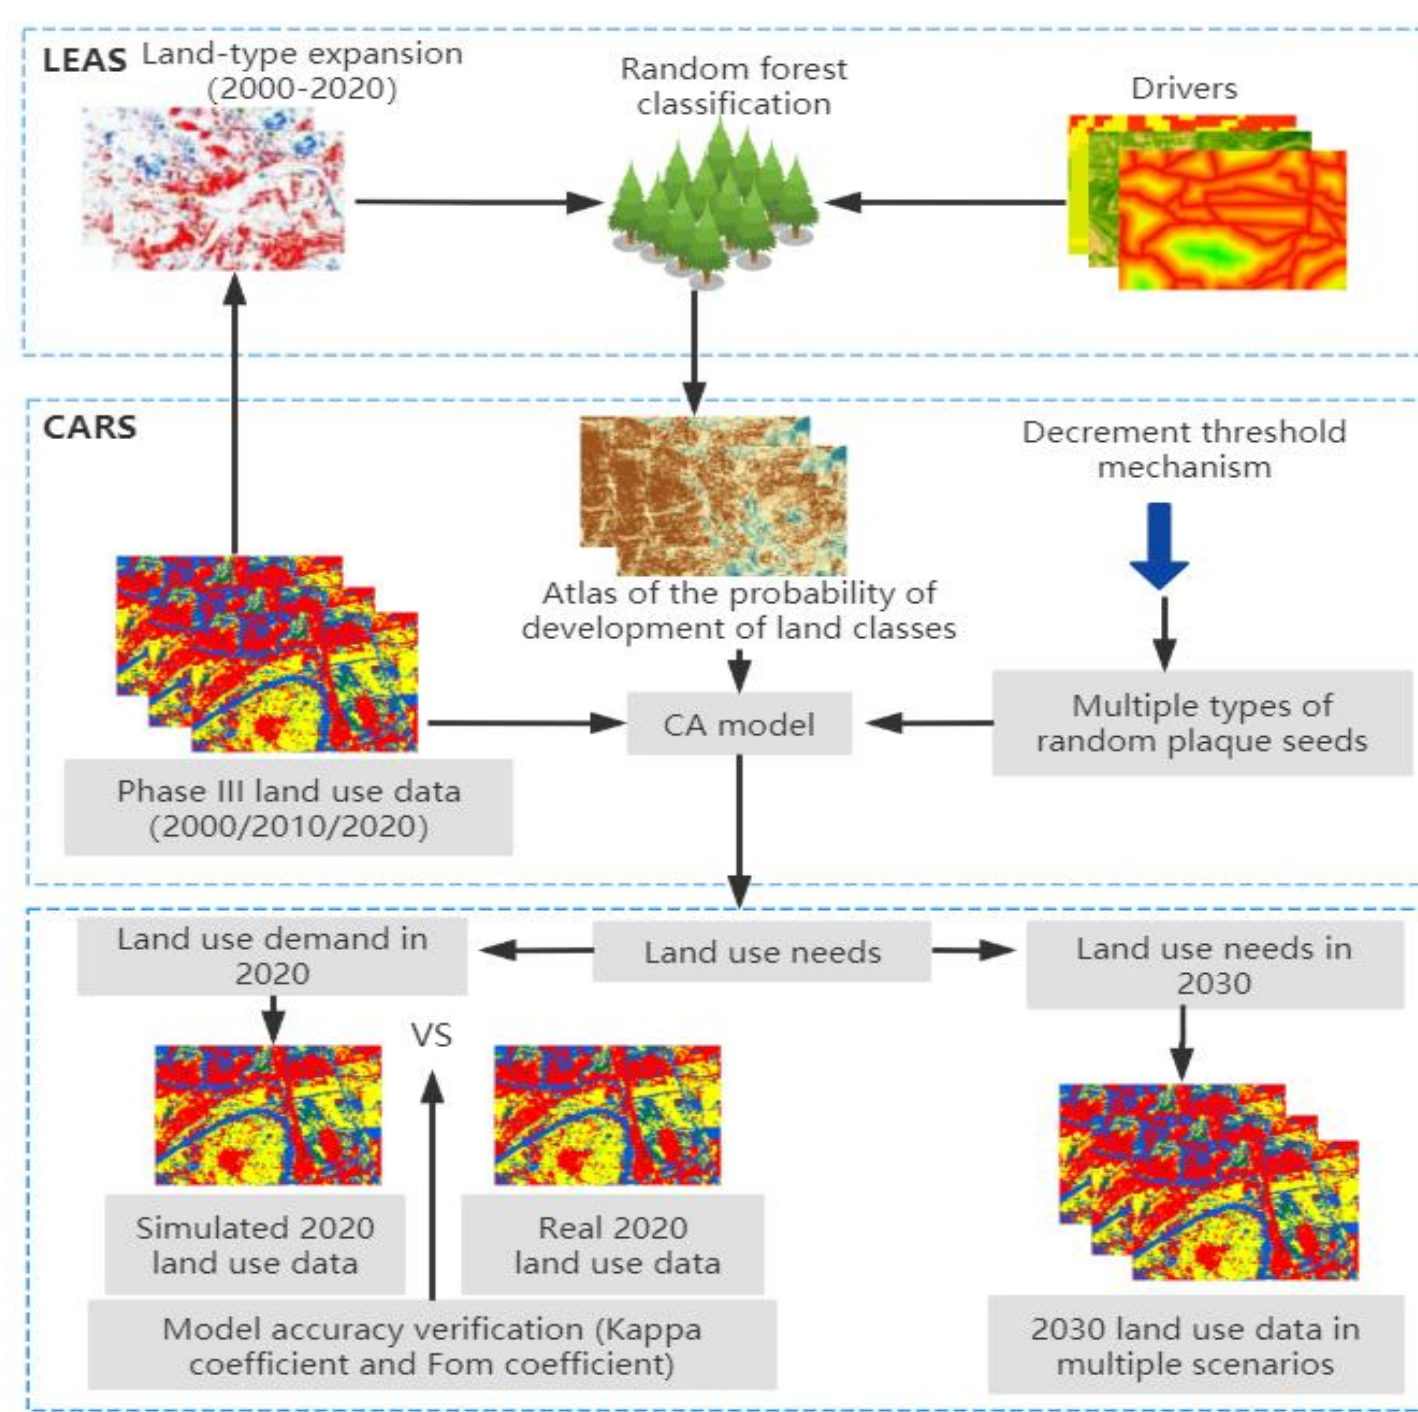 LEAS
Land-type expansion
(2000-2020)
Random forest
classification
Drivers
CARS
Decrement threshold
mechanism
Atlas of the probability of
development of land classes
CA model
Multiple types of
random plaque seeds
Phase III land use data
(2000/2010/2020)
Land use demand in
2020
Land use needs
Land use needs in
2030
VS
Simulated 2020
land use data
Real 2020
land use data
Model accuracy verification (Kappa
coefficient and Fom coefficient)
2030 land use data in
multiple scenarios